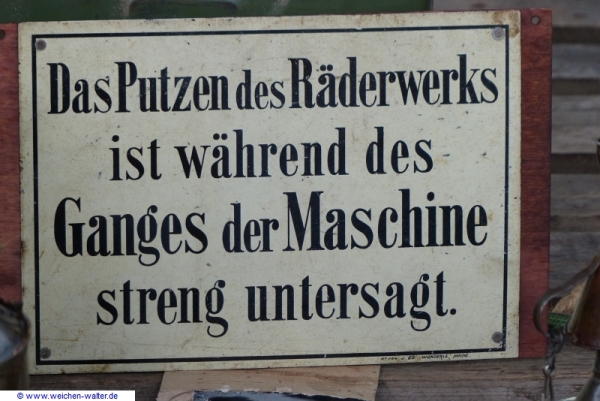 Das Putzen des Räderwerks
ist während des
Ganges der Maschine
streng untersagt.
© www.weichen-walter.de